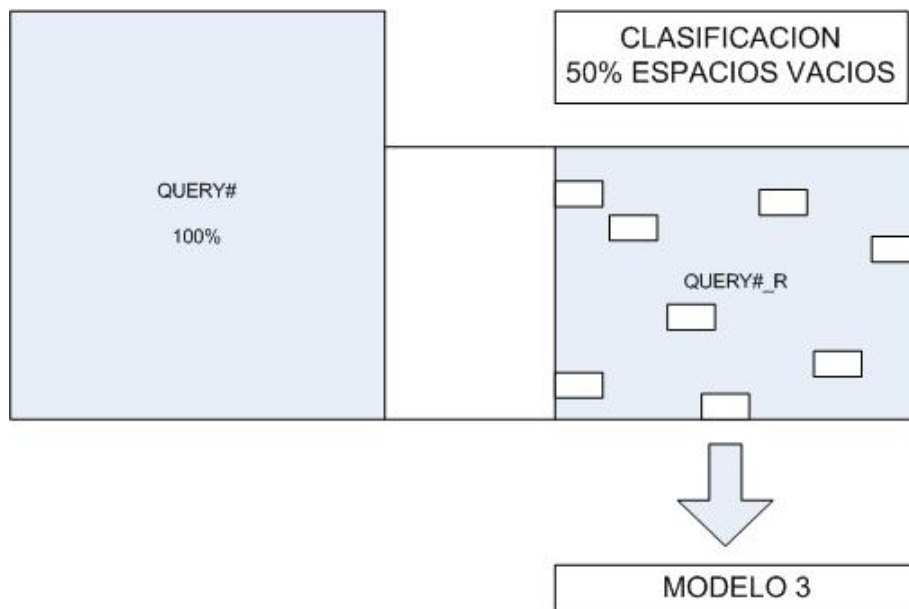 CLASIFICACION
50% ESPACIOS VACIOS
QUERY#
100%
QUERY#_R
MODELO 3